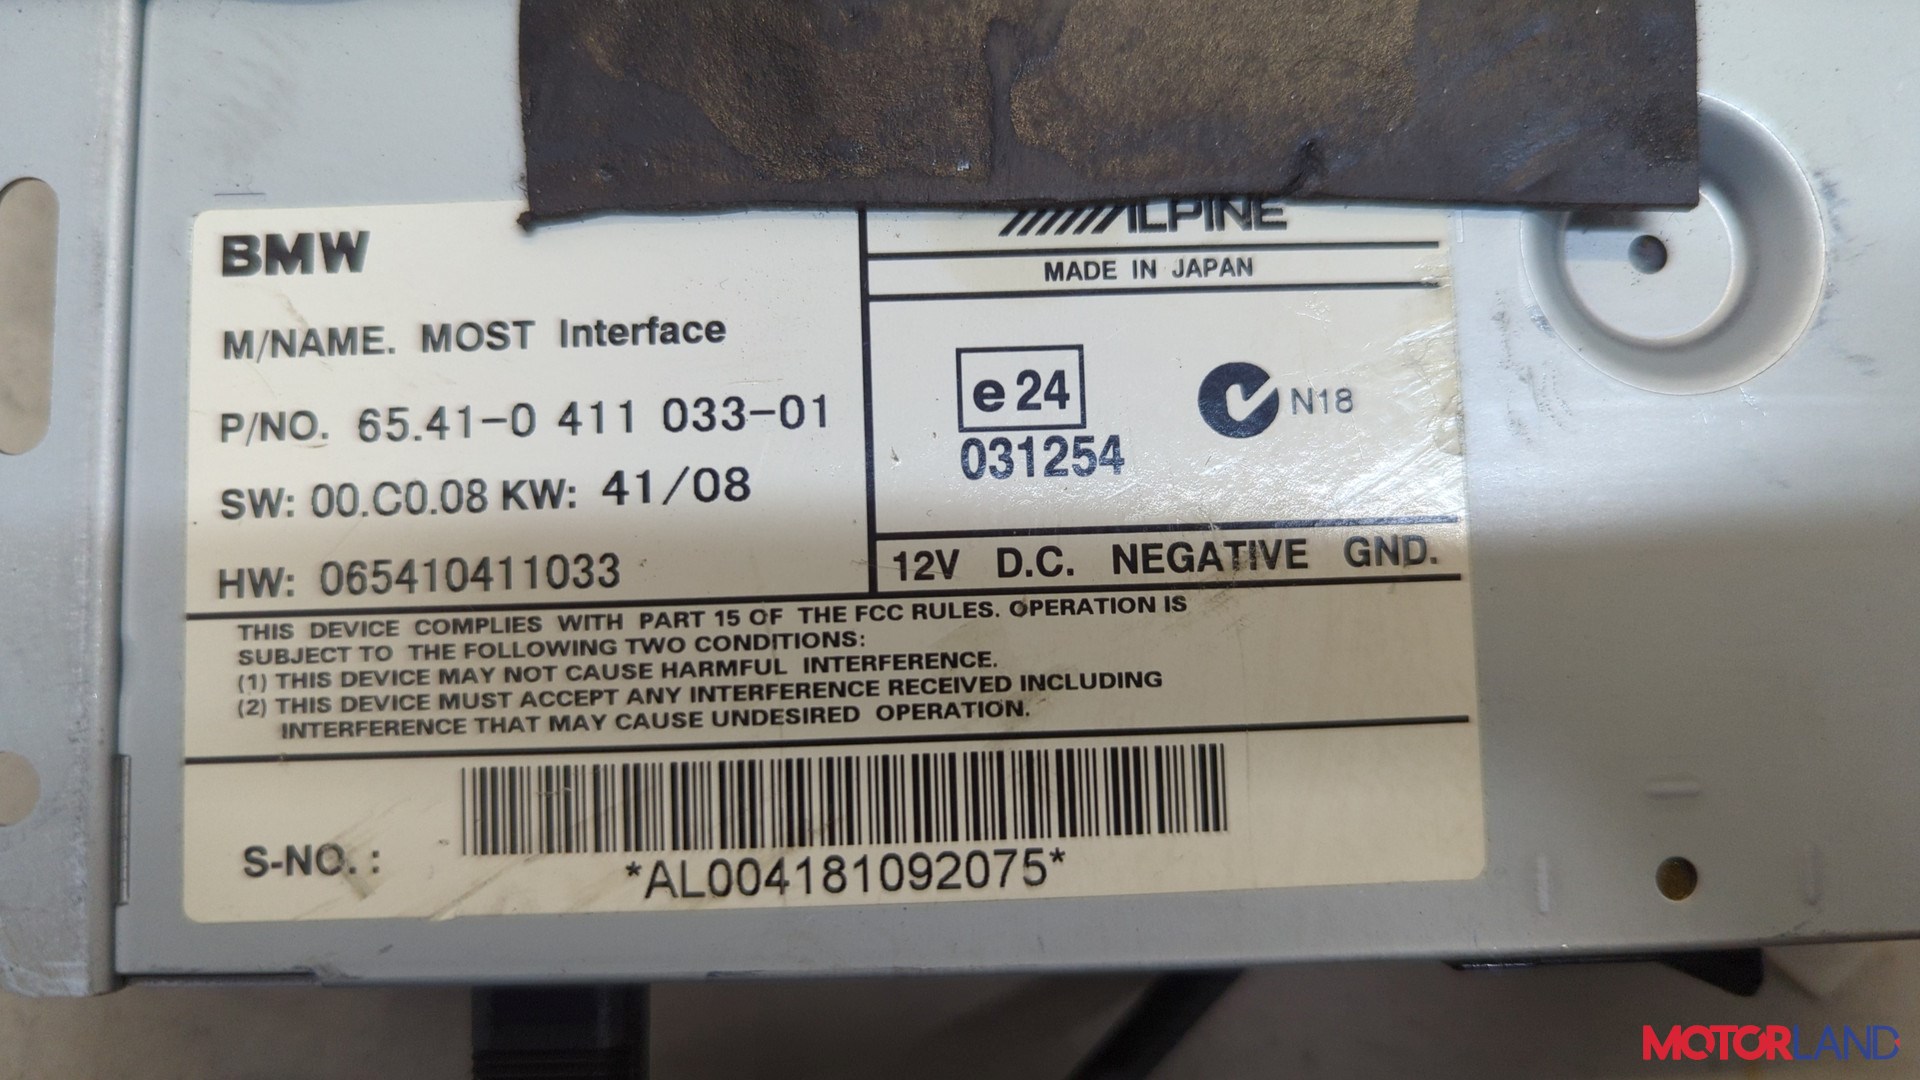 BMW
M/NAME. MOST Interface
P/NO. 65.41-0 411 033-01
SW: 00.C0.08 KW: 41/08
HW: 065410411033
ALPINE
MADE IN JAPAN
e24
031254
N18
12V D.C. NEGATIVE GND.
THIS DEVICE COMPLIES WITH PART 15 OF THE FCC RULES. OPERATION IS
SUBJECT TO THE FOLLOWING TWO CONDITIONS:
(1) THIS DEVICE MAY NOT CAUSE HARMFUL INTERFERENCE.
(2) THIS DEVICE MUST ACCEPT ANY INTERFERENCE RECEIVED INCLUDING
INTERFERENCE THAT MAY CAUSE UNDESIRED OPERATION.
S-NO. :
*AL004181092075*
MOTORLAND